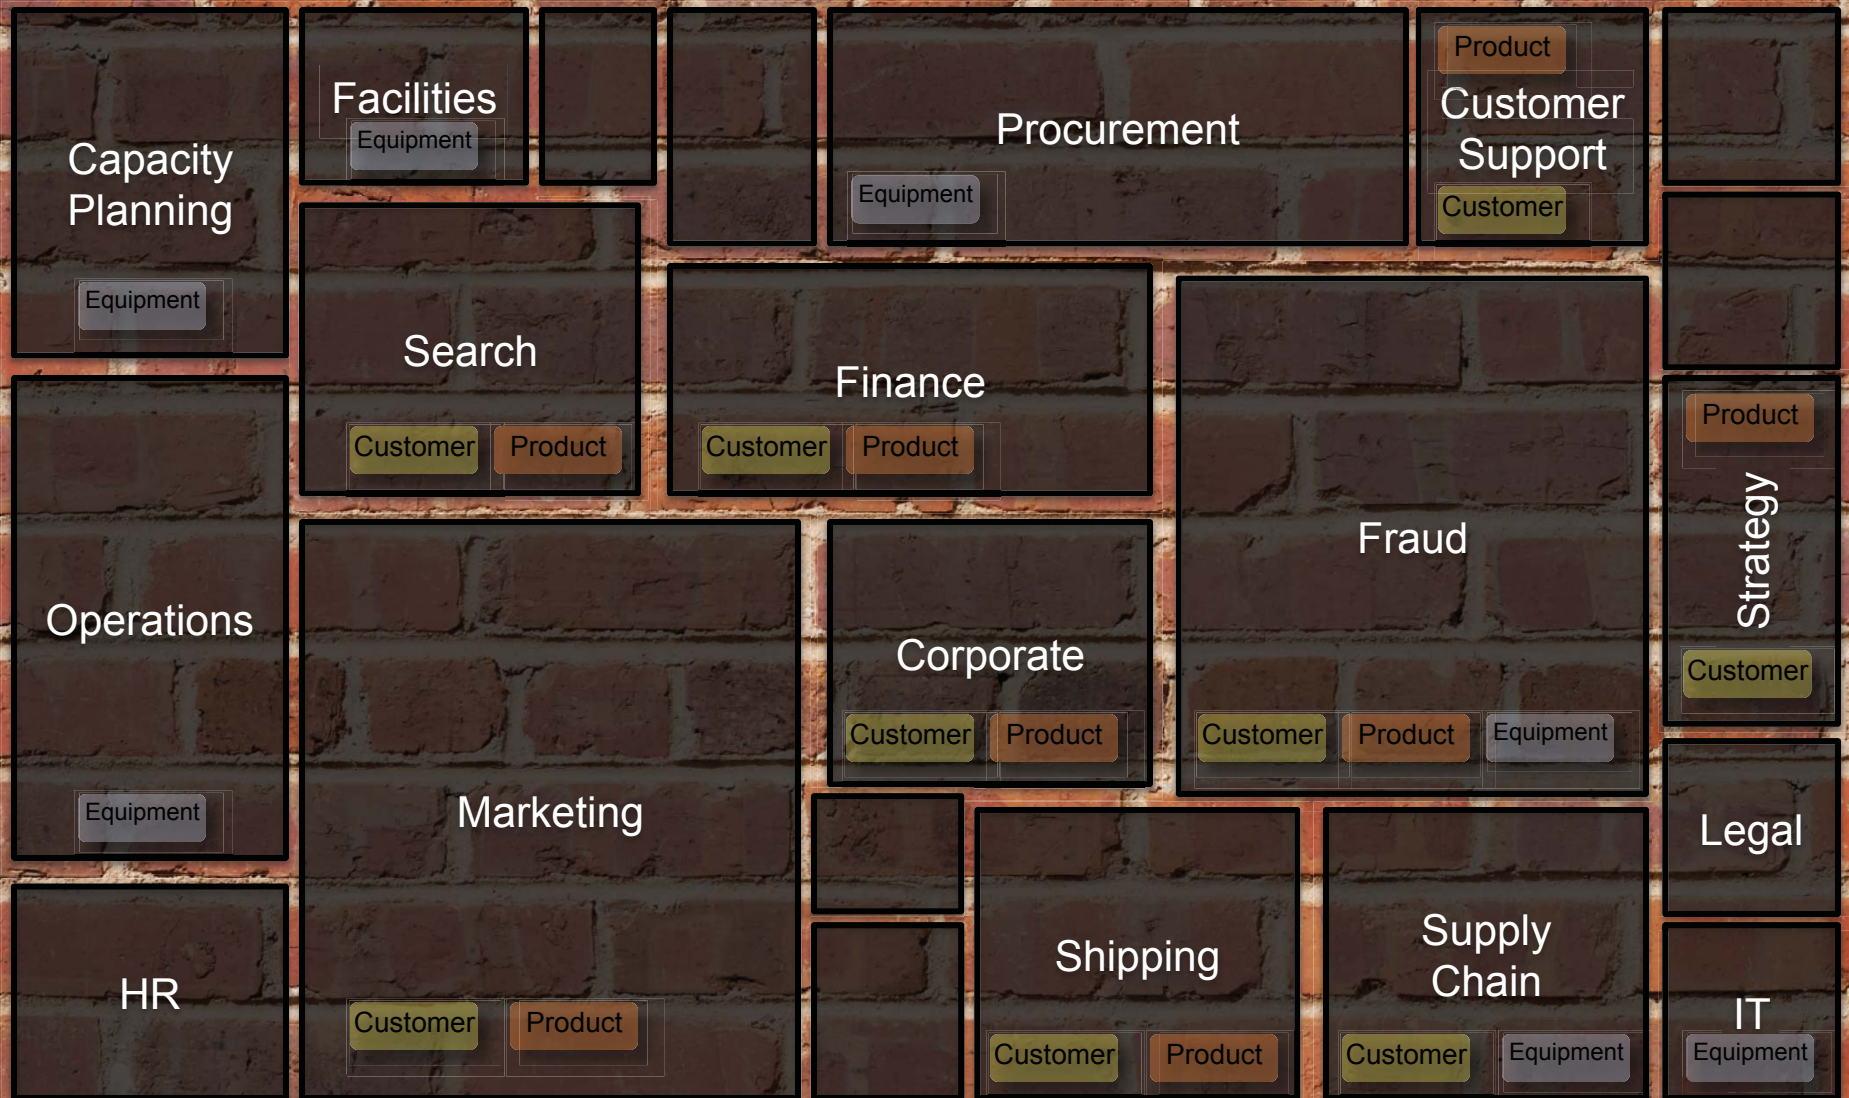 Capacity
Planning
Equipment
Facilities
Equipment
Procurement
Equipment
Product
Customer
Support
Customer
Search
Customer Product
Finance
Customer Product
Fraud
Customer Product Equipment
Product
Strategy
Customer
Operations
Equipment
Marketing
Customer Product
Corporate
Customer Product
Legal
HR
Shipping
Customer Product
Supply
Chain
Customer Equipment
IT
Equipment